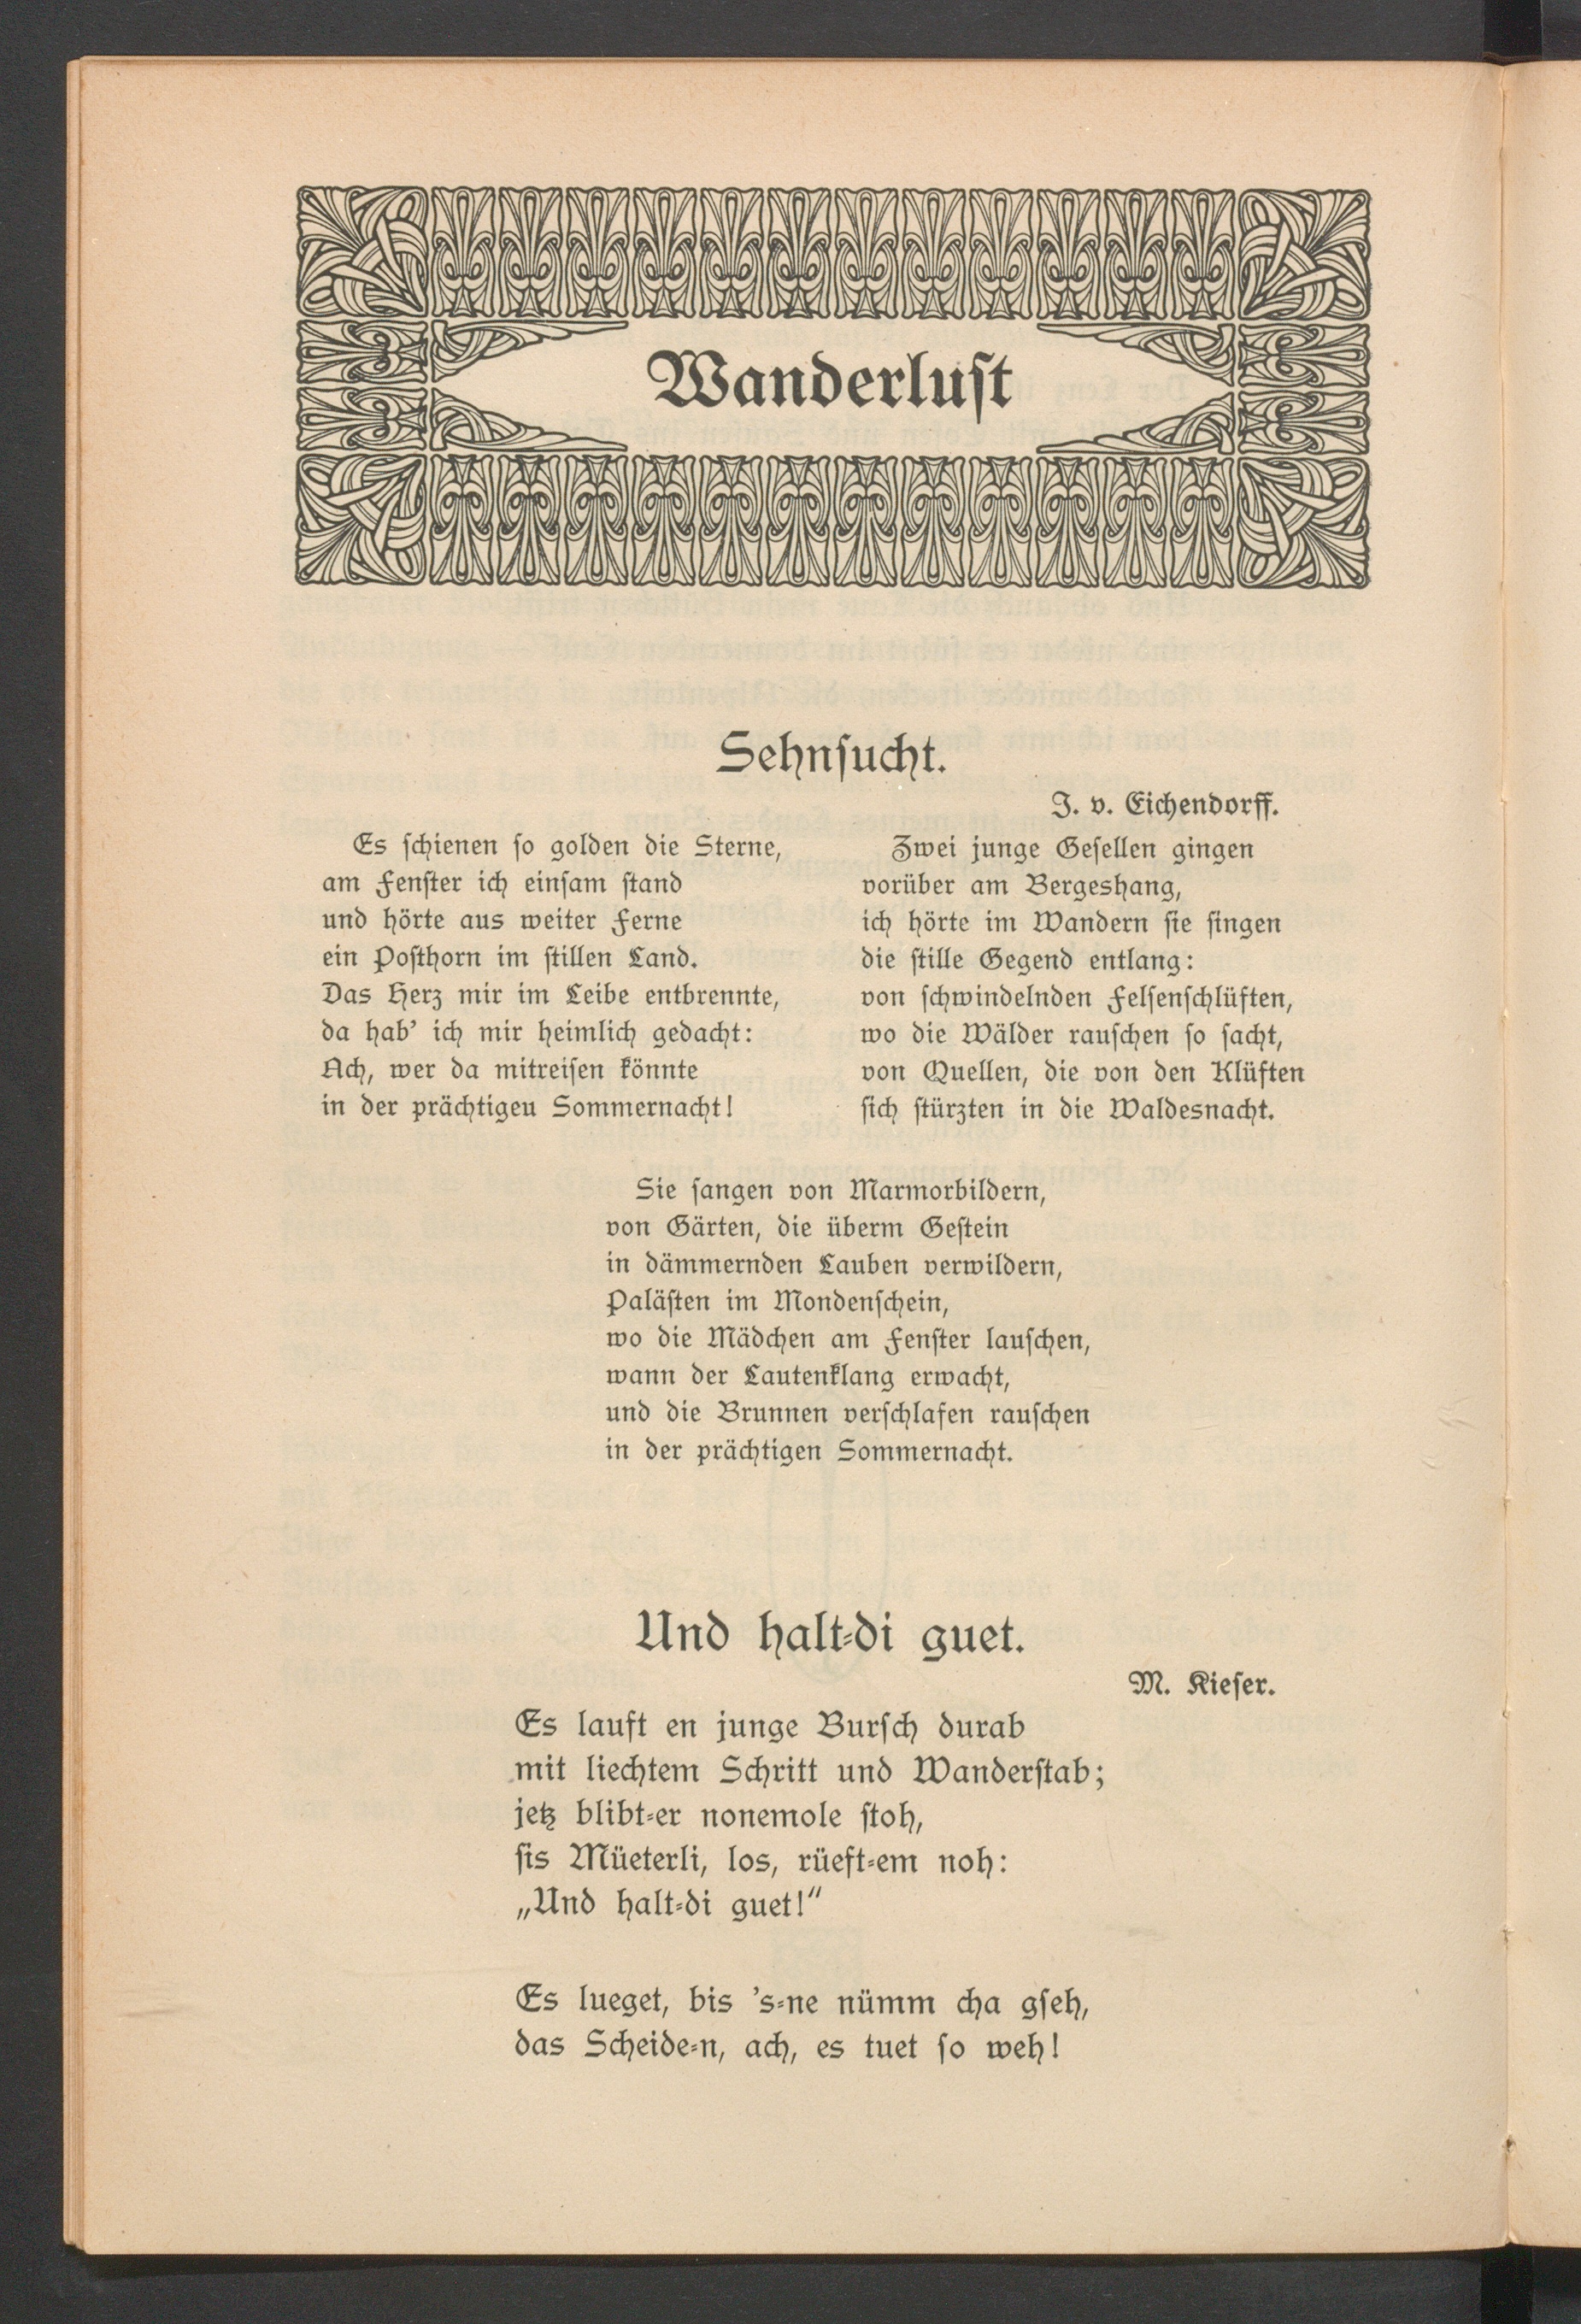 Wanderlust
Sehnsucht.
J. v. Eichendorff.
Es schienen so golden die Sterne,
am Fenster ich einsam stand
und hörte aus weiter Ferne
ein Posthorn im stillen Land.
Das Herz mir im Leibe entbrennte,
da hab' ich mir heimlich gedacht:
Ach, wer da mitreisen könnte
in der prächtigeu Sommernacht!
Zwei junge Gesellen gingen
vorüber am Bergeshang,
ich hörte im Wandern sie singen
die stille Gegend entlang:
von schwindelnden Felsenschlüften,
wo die Wälder rauschen so sacht,
von Quellen, die von den Klüften
sich stürzten in die Waldesnacht.
Sie sangen von Marmorbildern,
von Gärten, die überm Gestein
in dämmernden Lauben verwildern,
Palästen im Mondenschein,
wo die Mädchen am Fenster lauschen,
wann der Lautenklang erwacht,
und die Brunnen verschlafen rauschen
in der prächtigen Sommernacht.
Und halt-di guet.
M. Kieser.
Es lauft en junge Bursch durab
mit liechtem Schritt und Wanderstab;
jetz blibt-er nonemole stoh,
sis Müeterli, los, rüeft-em noh:
„Und halt-di guet!“
Es lueget, bis 's-ne nümm cha gseh,
das Scheide-n, ach, es tuet so weh!